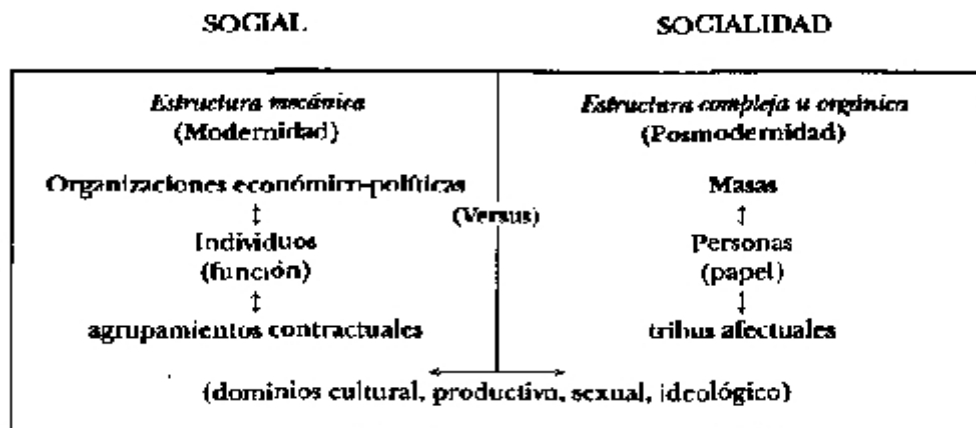 SOCIAL
SOCIALIDAD
Estructura mecánica
(Modernidad)
Organizaciones económico-políticas
Individuos
(función)
agrupamientos contractuales
(Versus)
Estructura compleja u orgánica
(Posmodernidad)
Masas
Personas
(papel)
tribus afectuales
(dominios cultural, productivo, sexual, ideológico)